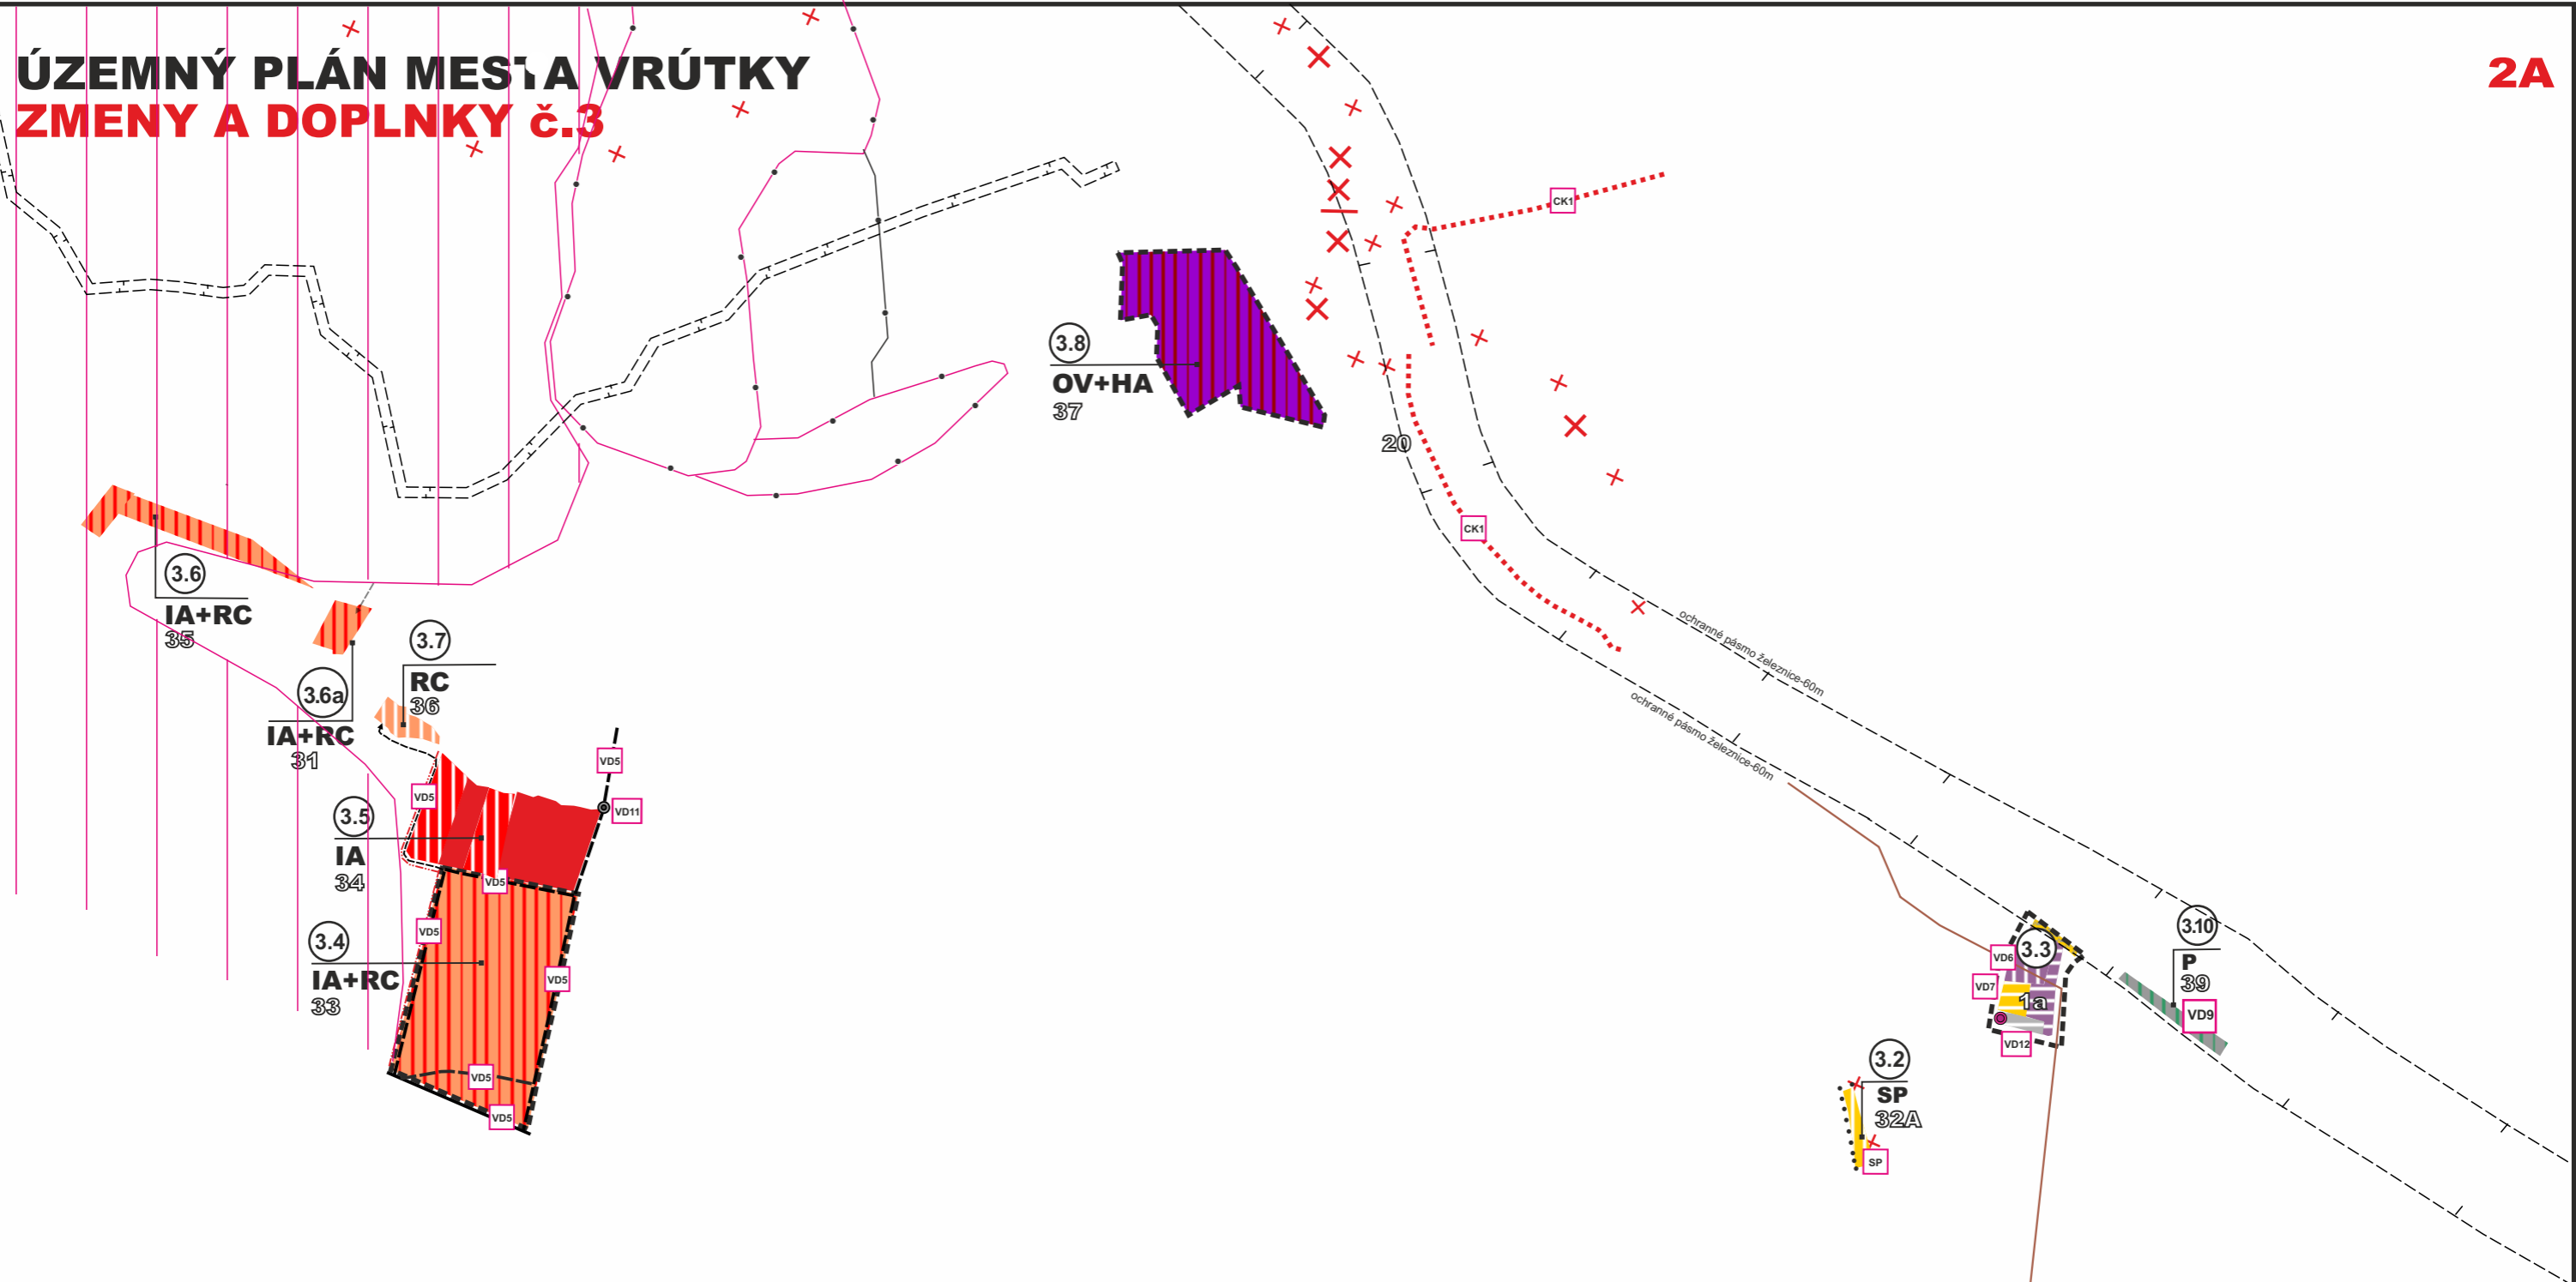 ÚZEMNÝ PLÁN MESTA VRÚTKY
2A
ZMENY A DOPLNKY č.3
CK1
3.8
OV+HA
37
20
CK1
3.6
IA+RC
35
3.7
RC
36
3.6a
IA+RC
31
ochranné pásmo železnice-60m
ochranné pásmo železnice-60m
VD5
VD5
VD11
3.5
IA
34
VD5
VD5
3.4
IA+RC
33
VD5
VD5
VD5
3.3
VD6
VD7
1a
VD12
3.10
P
39
VD9
3.2
SP
32A
SP